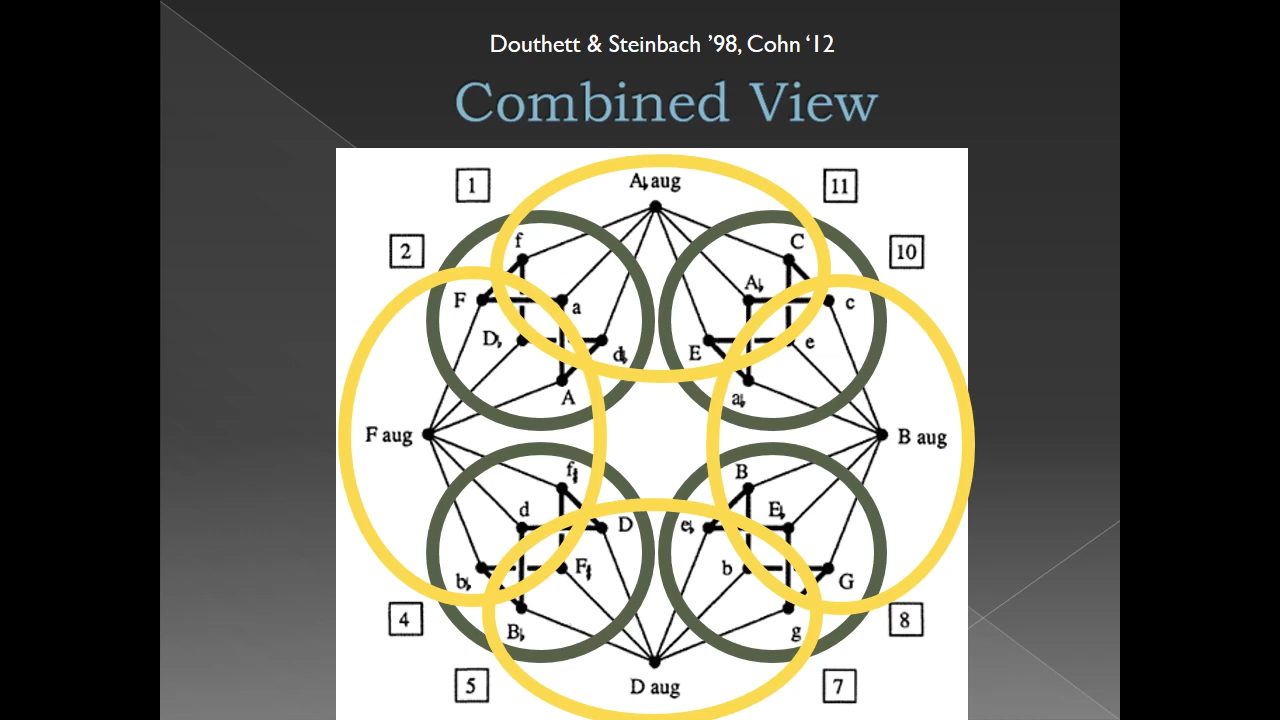 Douthett & Steinbach ’98, Cohn ‘12
Combined View
1
A♭ aug
11
2
f
C
10
F
a
A♭
c
D♭
d♭
E
e
A
a♭
F aug
B aug
f♯
B
d
D
e♭
E♭
b♭
F♯
b
G
4
B♭
g
8
5
D aug
7